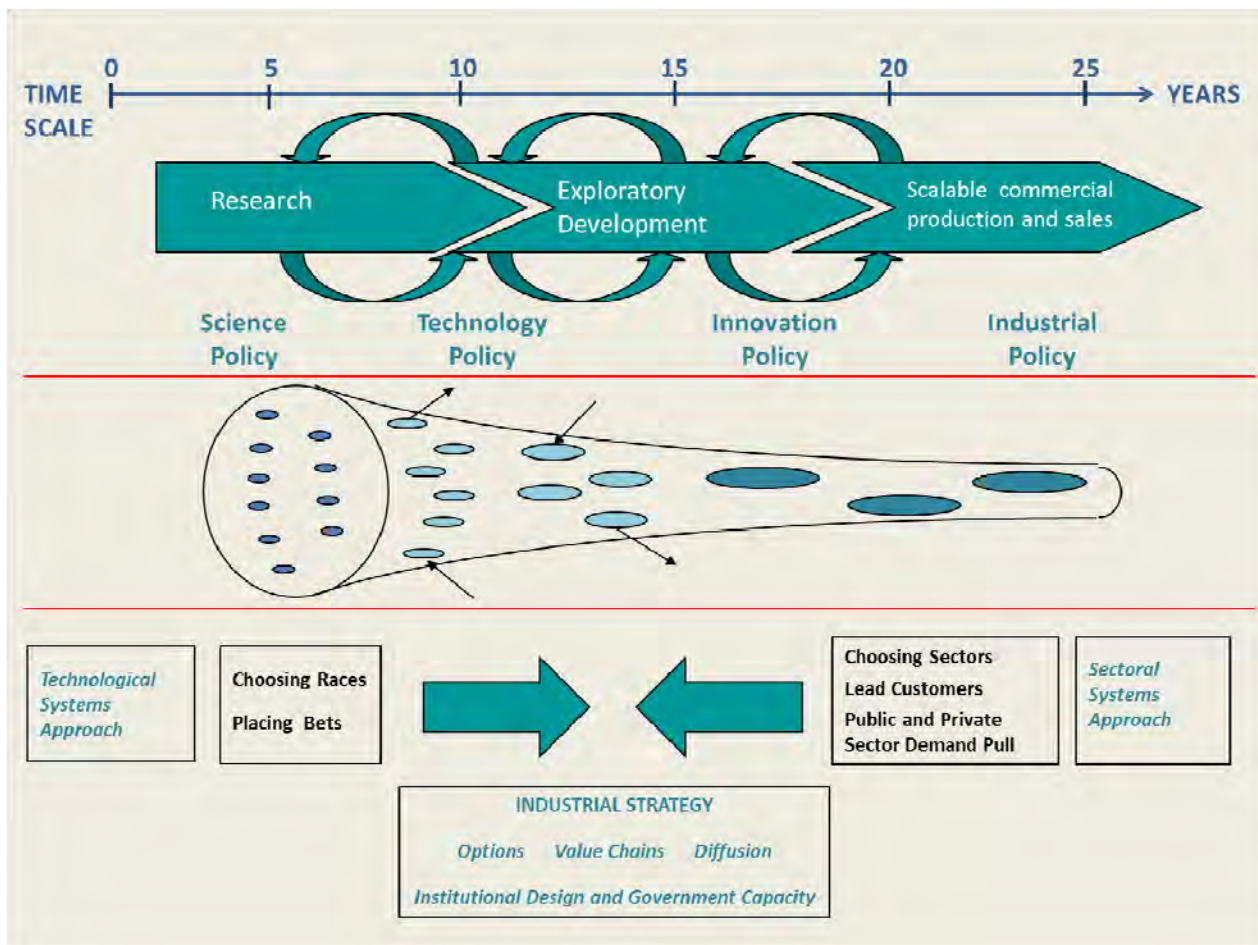 0 5 10 15 20 25
TIME
SCALE
YEARS
Research
Exploratory
Development
Scalable commercial
production and sales
Science
Policy
Technology
Policy
Innovation
Policy
Industrial
Policy
Technological
Systems
Approach
Choosing Races
Placing Bets
Choosing Sectors
Lead Customers
Public and Private
Sector Demand Pull
Sectoral
Systems
Approach
INDUSTRIAL STRATEGY
Options Value Chains Diffusion
Institutional Design and Government Capacity